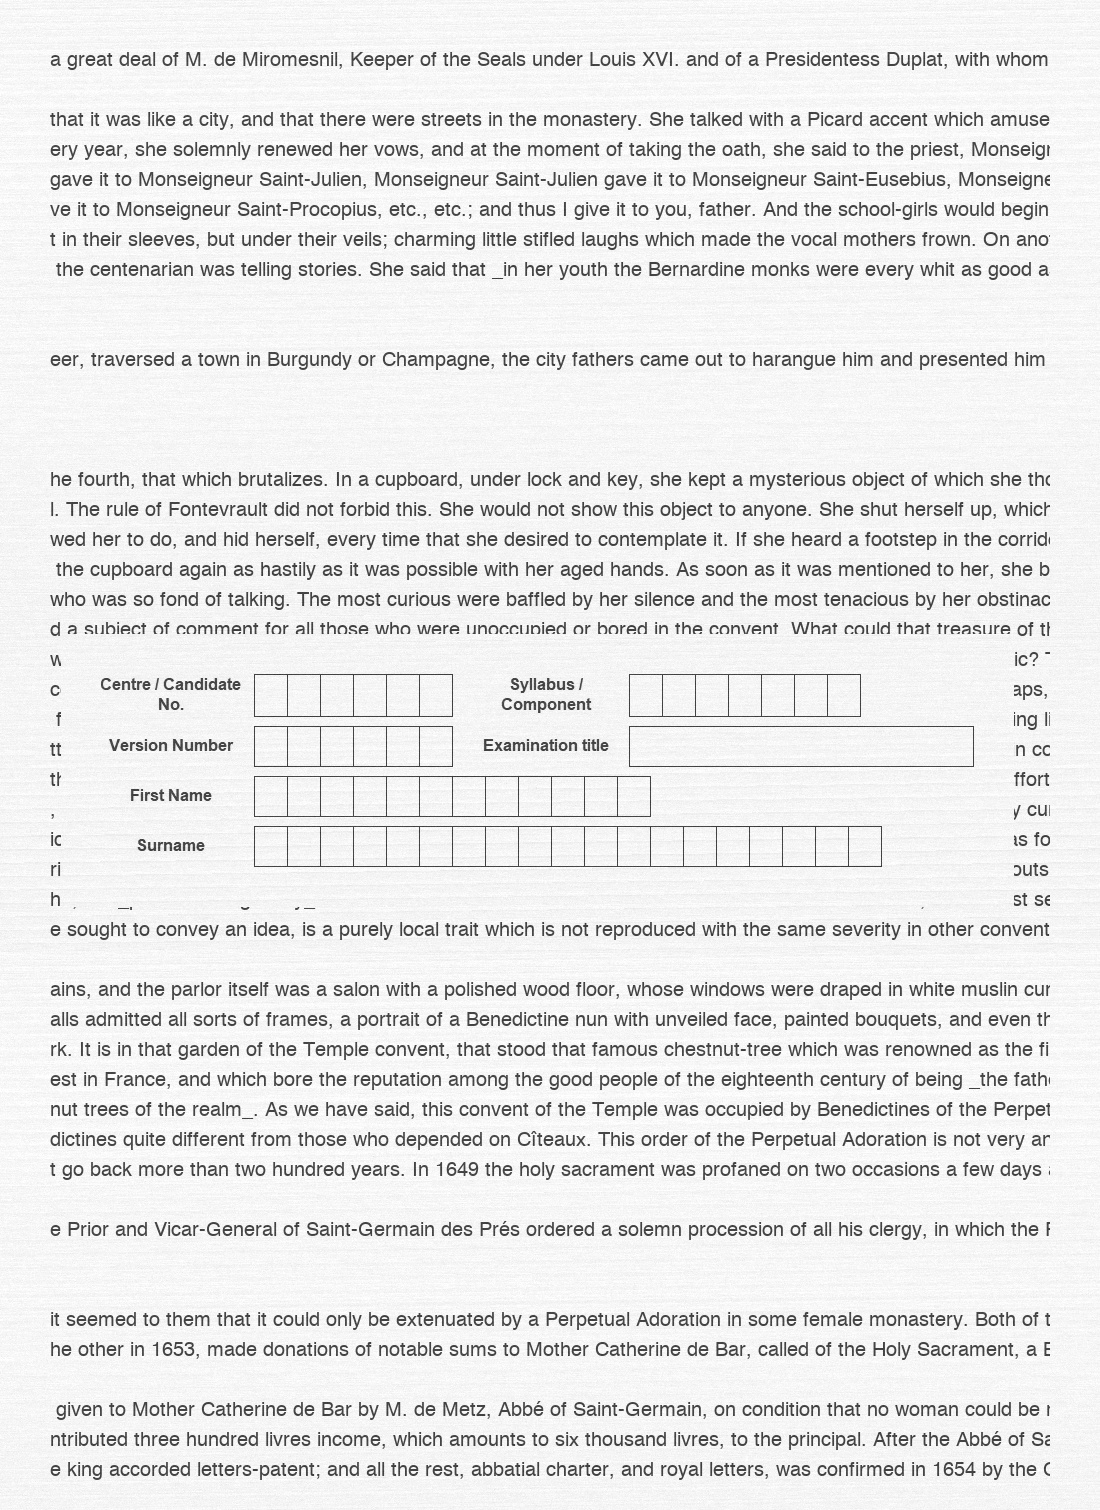 a great deal of M. de Miromesnil, Keeper of the Seals under Louis XVI. and of a Presidentess Duplat, with whom
that it was like a city, and that there were streets in the monastery. She talked with a Picard accent which amuse
ery year, she solemnly renewed her vows, and at the moment of taking the oath, she said to the priest, Monseigr
gave it to Monseigneur Saint-Julien, Monseigneur Saint-Julien gave it to Monseigneur Saint-Eusebius, Monseigne
ve it to Monseigneur Saint-Procopius, etc., etc.; and thus I give it to you, father. And the school-girls would begin
t in their sleeves, but under their veils; charming little stifled laughs which made the vocal mothers frown. On ano
the centenarian was telling stories. She said that _in her youth the Bernardine monks were every whit as good a
eer, traversed a town in Burgundy or Champagne, the city fathers came out to harangue him and presented him
he fourth, that which brutalizes. In a cupboard, under lock and key, she kept a mysterious object of which she tho
l. The rule of Fontevrault did not forbid this. She would not show this object to anyone. She shut herself up, which
wed her to do, and hid herself, every time that she desired to contemplate it. If she heard a footstep in the corrido
the cupboard again as hastily as it was possible with her aged hands. As soon as it was mentioned to her, she b
who was so fond of talking. The most curious were baffled by her silence and the most tenacious by her obstinac
d a subject of comment for all those who were unoccupied or bored in the convent. What could that treasure of th
w ic?
c aps,
Centre / Candidate No. Syllabus / Component
f ing li
tt n co
Version Number Examination title
th ffort
First Name
, y cu
ic as fo
Surname
ri outs
h st se
e sought to convey an idea, is a purely local trait which is not reproduced with the same severity in other convent
ains, and the parlor itself was a salon with a polished wood floor, whose windows were draped in white muslin cur
alls admitted all sorts of frames, a portrait of a Benedictine nun with unveiled face, painted bouquets, and even th
rk. It is in that garden of the Temple convent, that stood that famous chestnut-tree which was renowned as the fi
est in France, and which bore the reputation among the good people of the eighteenth century of being _the fathe
nut trees of the realm_. As we have said, this convent of the Temple was occupied by Benedictines of the Perpet
dictines quite different from those who depended on Cîteaux. This order of the Perpetual Adoration is not very an
t go back more than two hundred years. In 1649 the holy sacrament was profaned on two occasions a few days
e Prior and Vicar-General of Saint-Germain des Prés ordered a solemn procession of all his clergy, in which the
it seemed to them that it could only be extenuated by a Perpetual Adoration in some female monastery. Both of t
he other in 1653, made donations of notable sums to Mother Catherine de Bar, called of the Holy Sacrament, a
given to Mother Catherine de Bar by M. de Metz, Abbé of Saint-Germain, on condition that no woman could be
ntributed three hundred livres income, which amounts to six thousand livres, to the principal. After the Abbé of Sa
e king accorded letters-patent; and all the rest, abbatial charter, and royal letters, was confirmed in 1654 by the